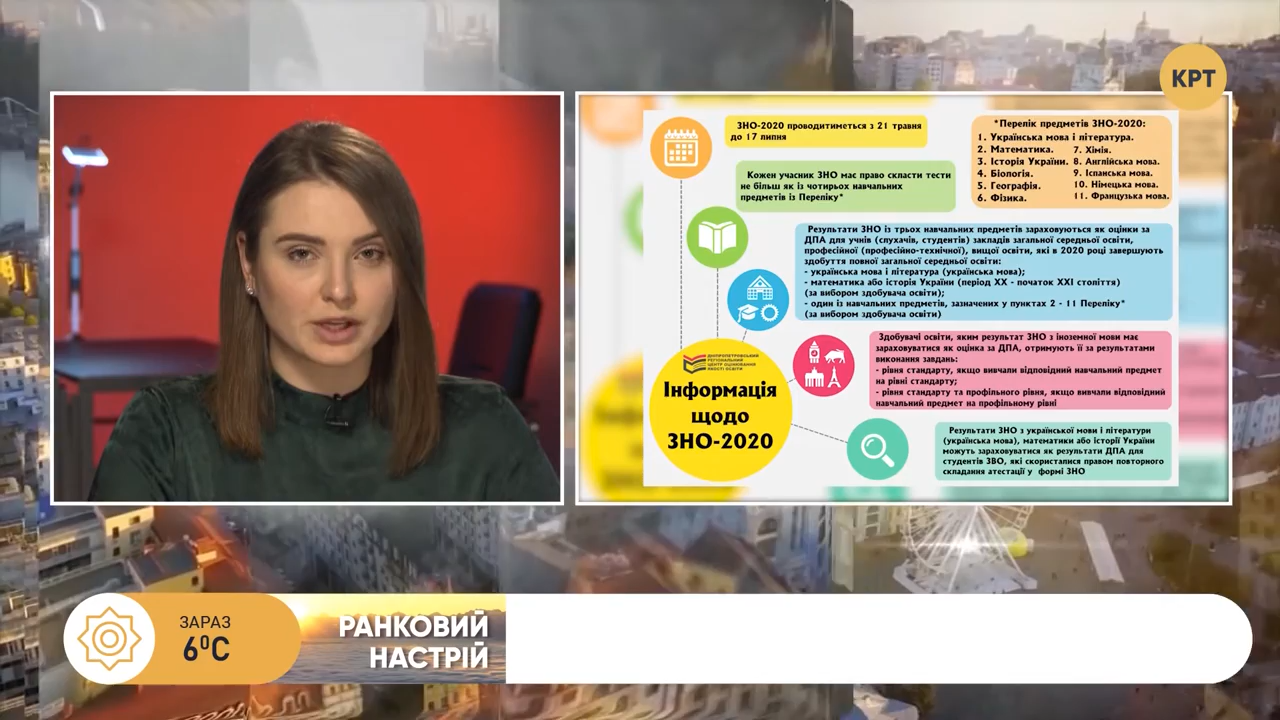 КРТ
ЗНО-2020 проводитиметься з 21 травня
до 17 липня
*Перелік предметів ЗНО-2020:
1. Українська мова і література.
2. Математика.
3. Історія України.
4. Біологія.
5. Географія.
6. Фізика.
7. Хімія.
8. Англійська мова.
9. Іспанська мова.
10. Німецька мова.
11. Французька мова.
Кожен учасник ЗНО має право скласти тести
не більш як із чотирьох навчальних
предметів із Переліку*
Результати ЗНО із трьох навчальних предметів зараховуються як оцінки за
ДПА для учнів (слухачів, студентів) закладів загальної середньої освіти,
професійної (професійно-технічної), вищої освіти, які в 2020 році завершують
здобуття повної загальної середньої освіти:
- українська мова і література (українська мова);
- математика або історія України (період ХХ - початок ХХІ століття)
(за вибором здобувача освіти);
- один із навчальних предметів, зазначених у пунктах 2 - 11 Переліку*
(за вибором здобувача освіти)
Здобувачі освіти, яким результат ЗНО з іноземної мови має
зараховуватися як оцінка за ДПА, отримують її за результатами
виконання завдань:
- рівня стандарту, якщо вивчали відповідний навчальний предмет
на рівні стандарту;
- рівня стандарту та профільного рівня, якщо вивчали відповідний
навчальний предмет на профільному рівні
ДНІПРОПЕТРОВСЬКИЙ
РЕГІОНАЛЬНИЙ
ЦЕНТР ОЦІНЮВАННЯ
ЯКОСТІ ОСВІТИ
Інформація
щодо
ЗНО-2020
Результати ЗНО з української мови і літератури
(українська мова), математики або історії України
можуть зараховуватися як результати ДПА для
студентів ЗВО, які скористалися правом повторного
складання атестації у формі ЗНО
ЗАРАЗ
6⁰C
РАНКОВИЙ
НАСТРІЙ